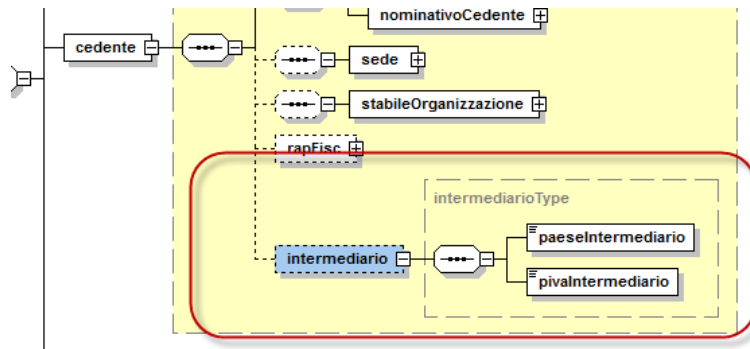 nominativoCedente
cedente
sede
stabileOrganizzazione
rapFisc
intermediarioType
paeseIntermediario
intermediario
pivaIntermediario